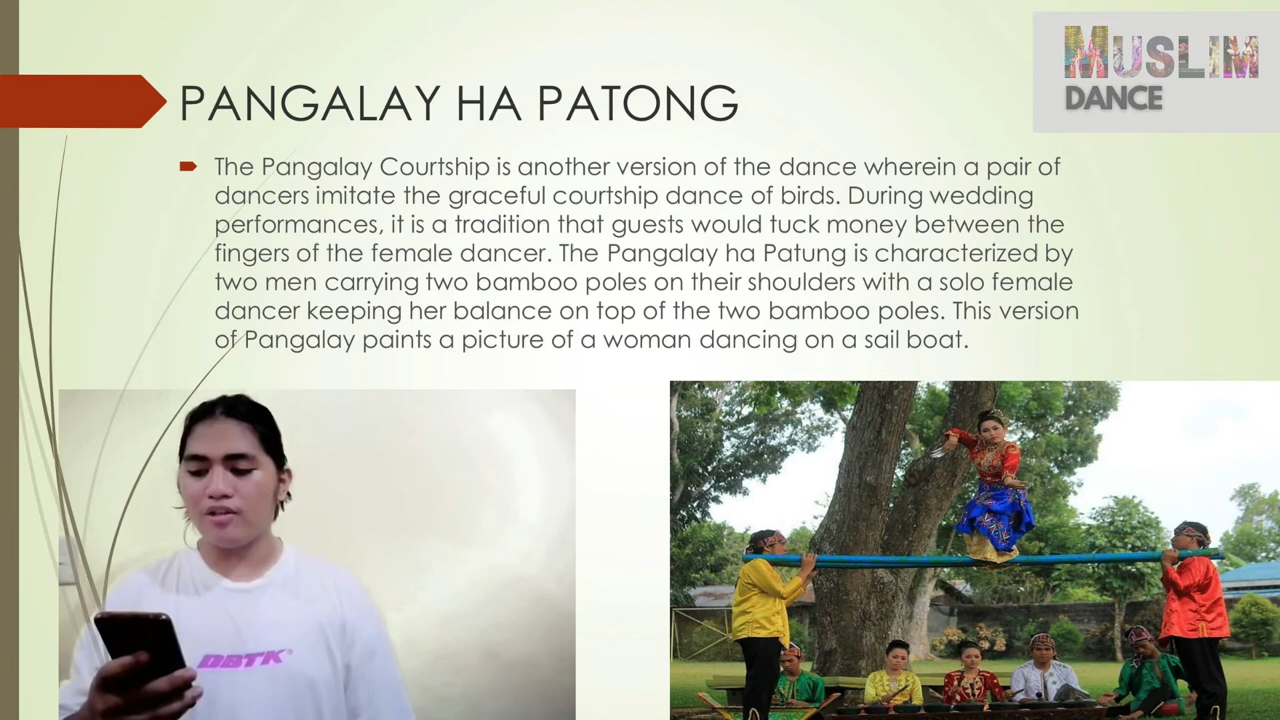 MUSLIM
DANCE
PANGALAY HA PATONG
The Pangalay Courtship is another version of the dance wherein a pair of
dancers imitate the graceful courtship dance of birds. During wedding
performances, it is a tradition that guests would tuck money between the
fingers of the female dancer. The Pangalay ha Patung is characterized by
two men carrying two bamboo poles on their shoulders with a solo female
dancer keeping her balance on top of the two bamboo poles. This version
of Pangalay paints a picture of a woman dancing on a sail boat.
DBTK®